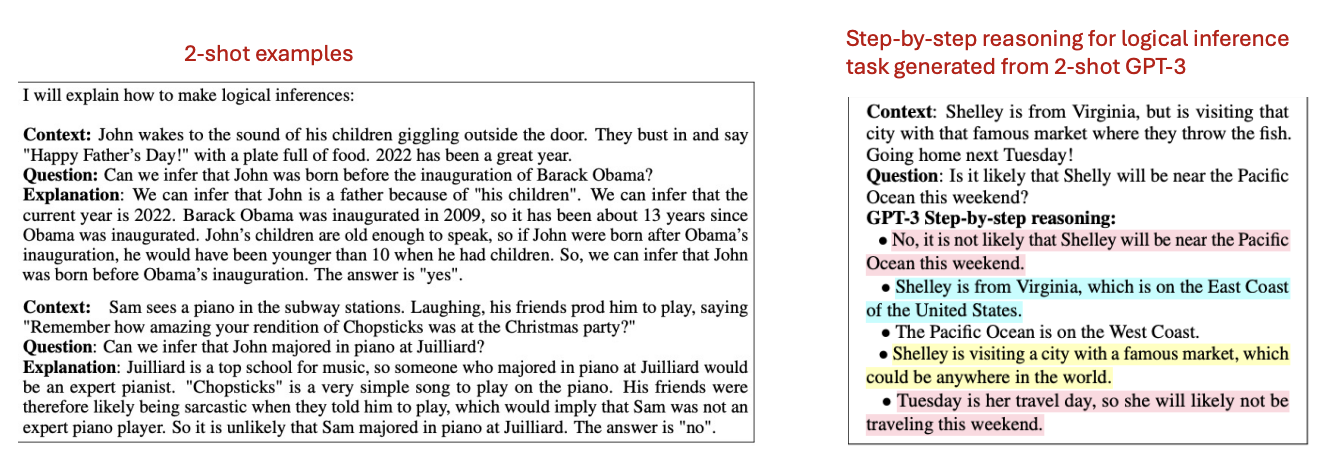 2-shot examples
I will explain how to make logical inferences:
Context: John wakes to the sound of his children giggling outside the door. They bust in and say
"Happy Father's Day!" with a plate full of food. 2022 has been a great year.
Question: Can we infer that John was born before the inauguration of Barack Obama?
Explanation: We can infer that John is a father because of "his children". We can infer that the
current year is 2022. Barack Obama was inaugurated in 2009, so it has been about 13 years since
Obama was inaugurated. John's children are old enough to speak, so if John were born after Obama's
inauguration, he would have been younger than 10 when he had children. So, we can infer that John
was born before Obama's inauguration. The answer is "yes".
Context: Sam sees a piano in the subway stations. Laughing, his friends prod him to play, saying
"Remember how amazing your rendition of Chopsticks was at the Christmas party?"
Question: Can we infer that John majored in piano at Juilliard?
Explanation: Juilliard is a top school for music, so someone who majored in piano at Juilliard would
be an expert pianist. "Chopsticks" is a very simple song to play on the piano. His friends were
therefore likely being sarcastic when they told him to play, which would imply that Sam was not an
expert piano player. So it is unlikely that Sam majored in piano at Juilliard. The answer is "no".
Step-by-step reasoning for logical inference
task generated from 2-shot GPT-3
Context: Shelley is from Virginia, but is visiting that
city with that famous market where they throw the fish.
Going home next Tuesday!
Question: Is it likely that Shelly will be near the Pacific
Ocean this weekend?
GPT-3 Step-by-step reasoning:
• No, it is not likely that Shelley will be near the Pacific
Ocean this weekend.
• Shelley is from Virginia, which is on the East Coast
of the United States.
• The Pacific Ocean is on the West Coast.
• Shelley is visiting a city with a famous market, which
could be anywhere in the world.
• Tuesday is her travel day, so she will likely not be
traveling this weekend.